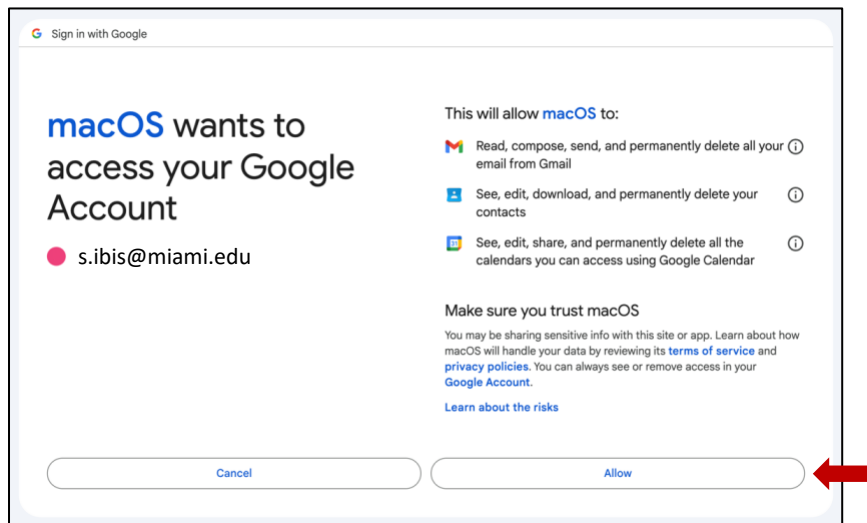 Sign in with Google
macOS wants to
access your Google
Account
s.ibis@miami.edu
This will allow macOS to:
Read, compose, send, and permanently delete all your
email from Gmail
See, edit, download, and permanently delete your
contacts
See, edit, share, and permanently delete all the
calendars you can access using Google Calendar
Make sure you trust macOS
You may be sharing sensitive info with this site or app. Learn about how
macOS will handle your data by reviewing its terms of service and
privacy policies. You can always see or remove access in your
Google Account.
Learn about the risks
Cancel
Allow